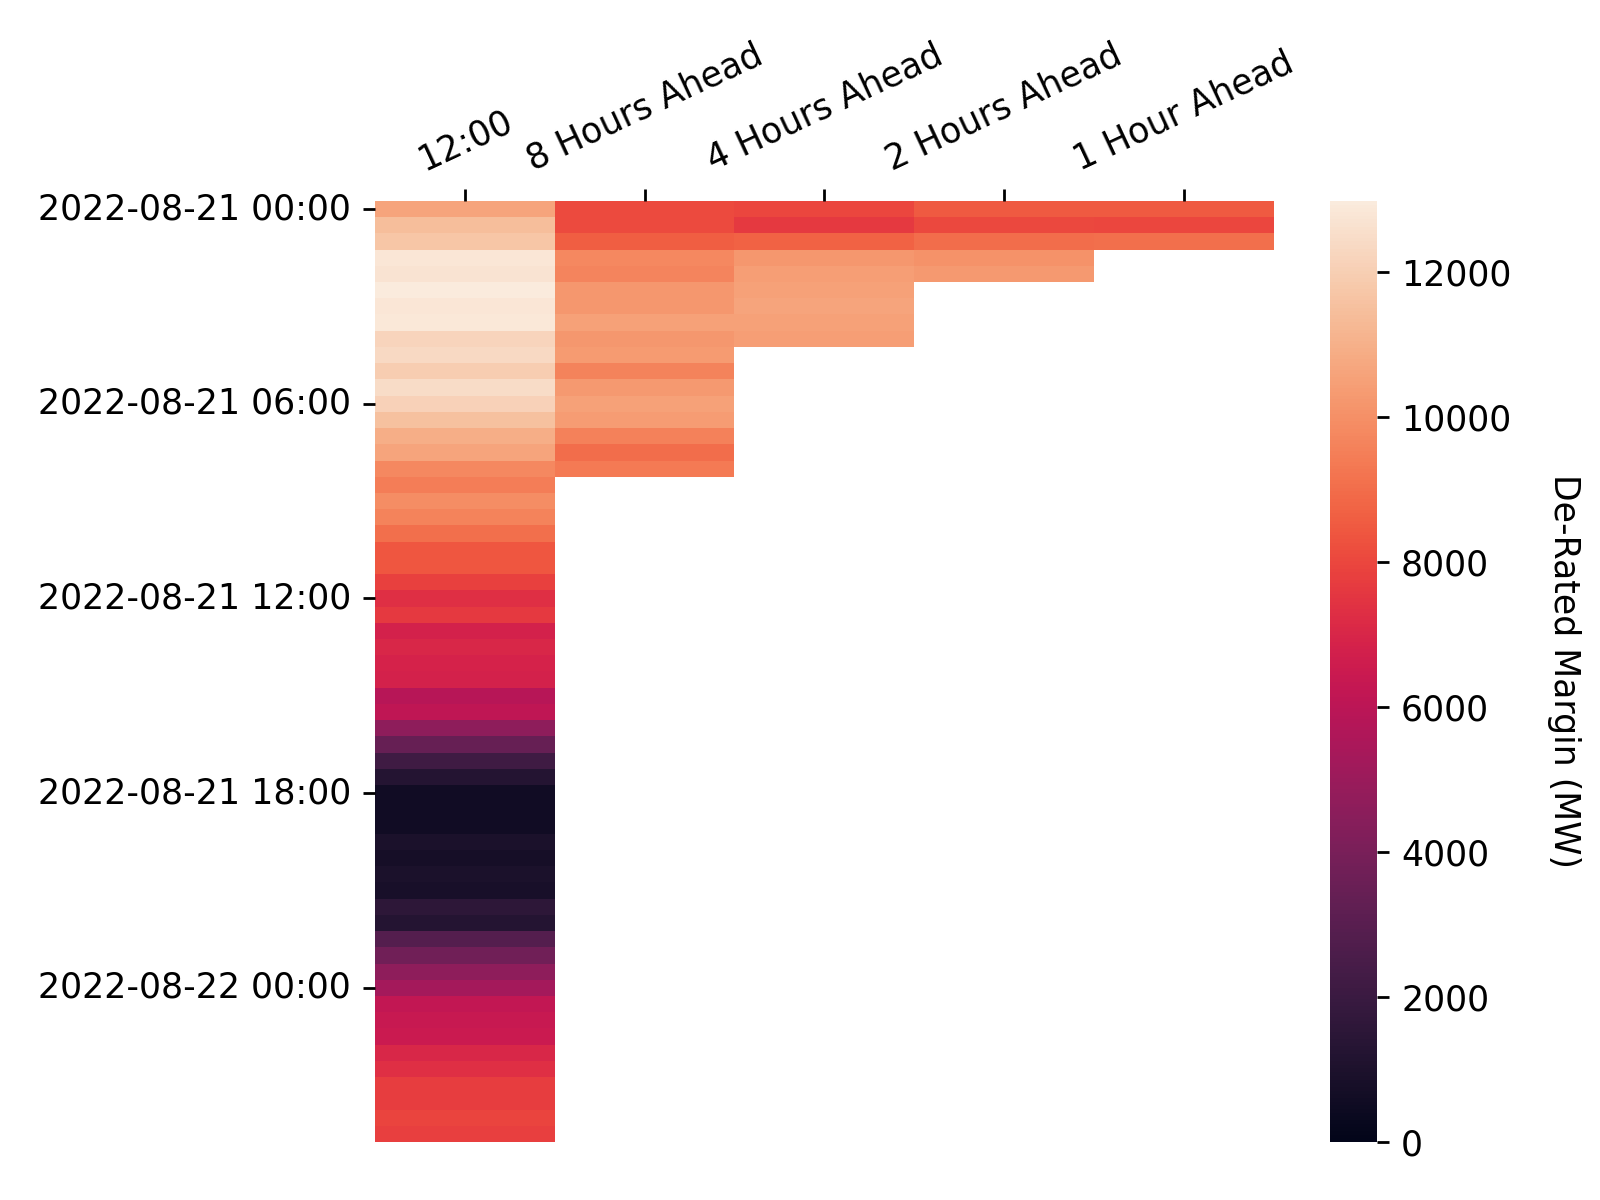 12:00
8 Hours Ahead
4 Hours Ahead
2 Hours Ahead
1 Hour Ahead
2022-08-21 00:00
2022-08-21 06:00
2022-08-21 12:00
2022-08-21 18:00
2022-08-22 00:00
12000
10000
8000
6000
4000
2000
0
De-Rated Margin (MW)